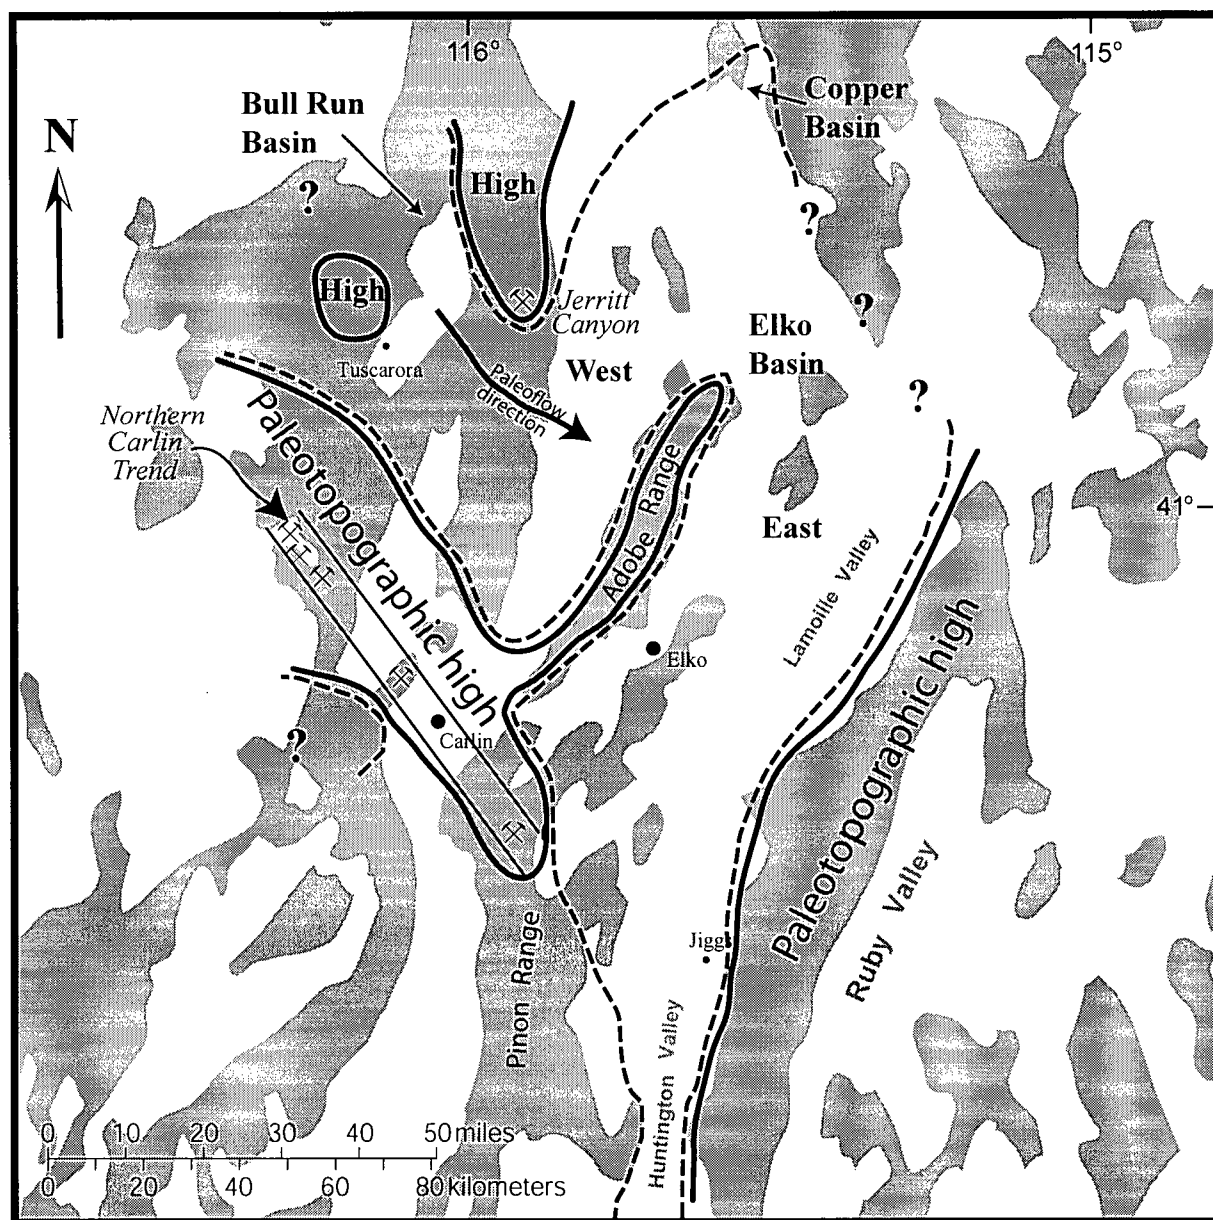 116°
115°
Bull Run
Basin
Copper
Basin
N
High
?
?
High
Jerritt
Canyon
?
Elko
Basin
West
Tuscarora
Paleoflow
direction
?
Northern
Carlin
Trend
Paleotopographic high
Adobe Range
East
41°
Lamoille Valley
Elko
Paleotopographic high
?
Carlin
Ruby Valley
Jiggs
Pinon Range
Huntington Valley
0 10 20 30 40 50 miles
0 20 40 60 80 kilometers